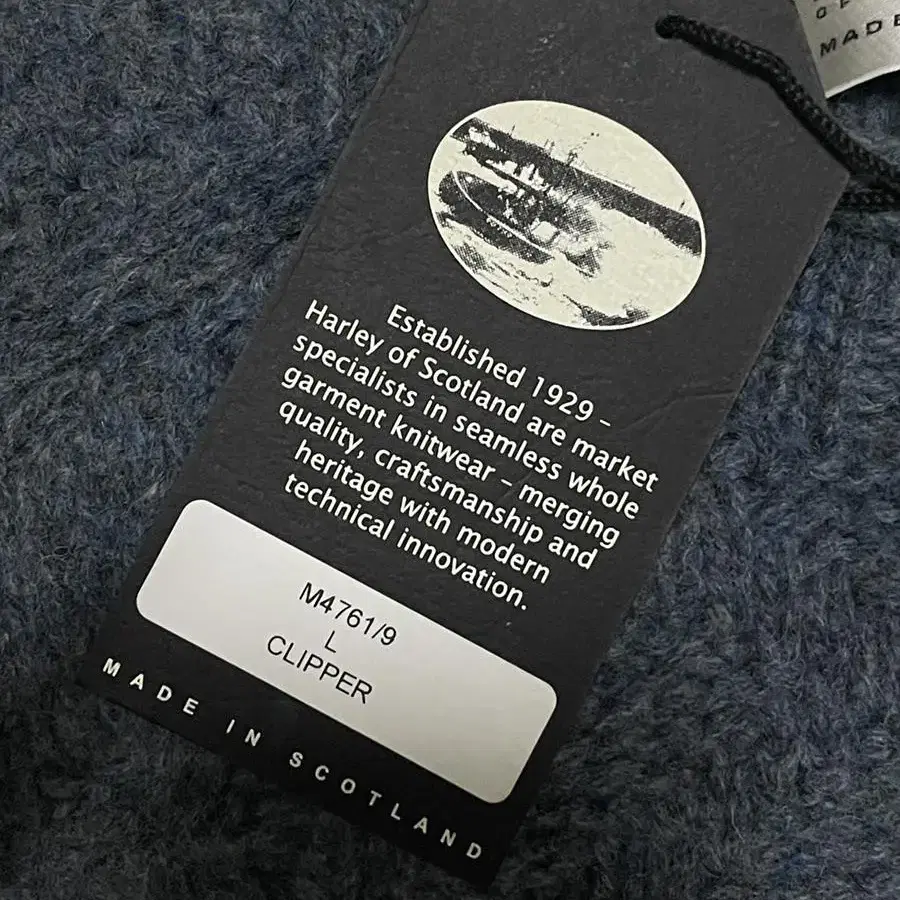 MADE
Established 1929 –
Harley of Scotland are market
specialists in seamless whole
garment knitwear – merging
quality, craftsmanship and
heritage with modern
technical innovation.
M4761/9
L
CLIPPER
MADE IN SCOTLAND